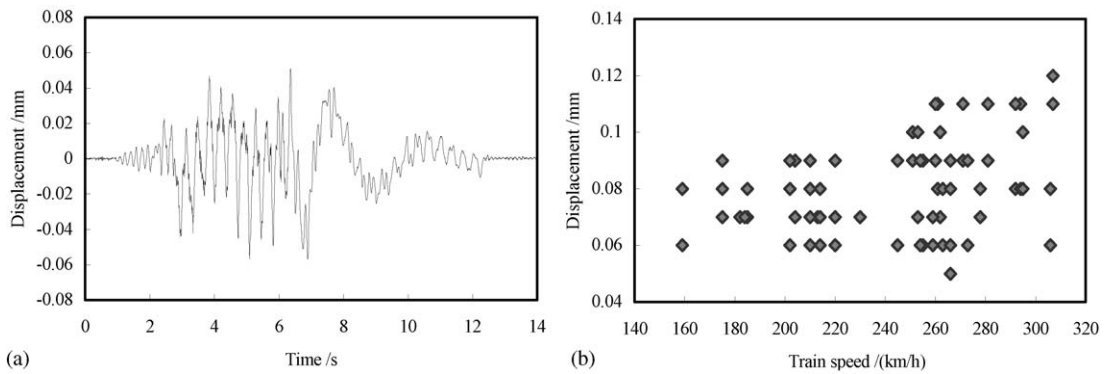 0.08
0.06
0.04
0.02
0
-0.02
-0.04
-0.06
-0.08
Displacement /mm
0 2 4 6 8 10 12 14
Time /s
(a)
0.14
0.12
0.10
0.08
0.06
0.04
Displacement /mm
140 160 180 200 220 240 260 280 300 320
Train speed /(km/h)
(b)